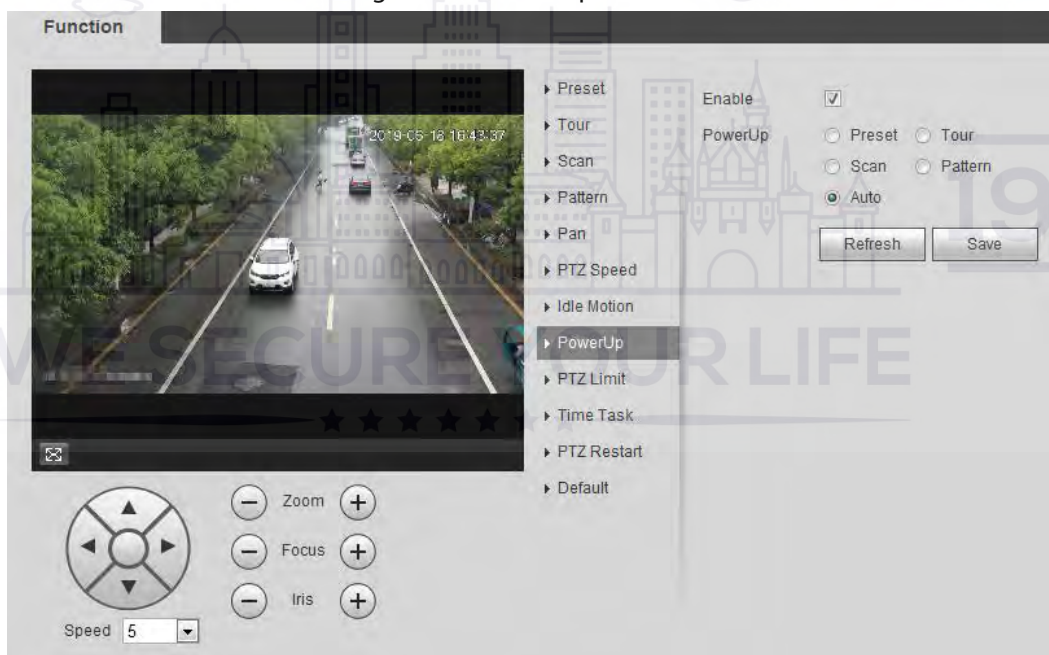 Function
2019-05-18 16:43:37
Preset
Tour
Scan
Pattern
Pan
PTZ Speed
Idle Motion
PowerUp
PTZ Limit
Time Task
PTZ Restart
Default
Enable
PowerUp
Preset Tour
Scan Pattern
Auto
Refresh Save
Zoom
Focus
Iris
Speed 5
WE SECURE YOUR LIFE
19